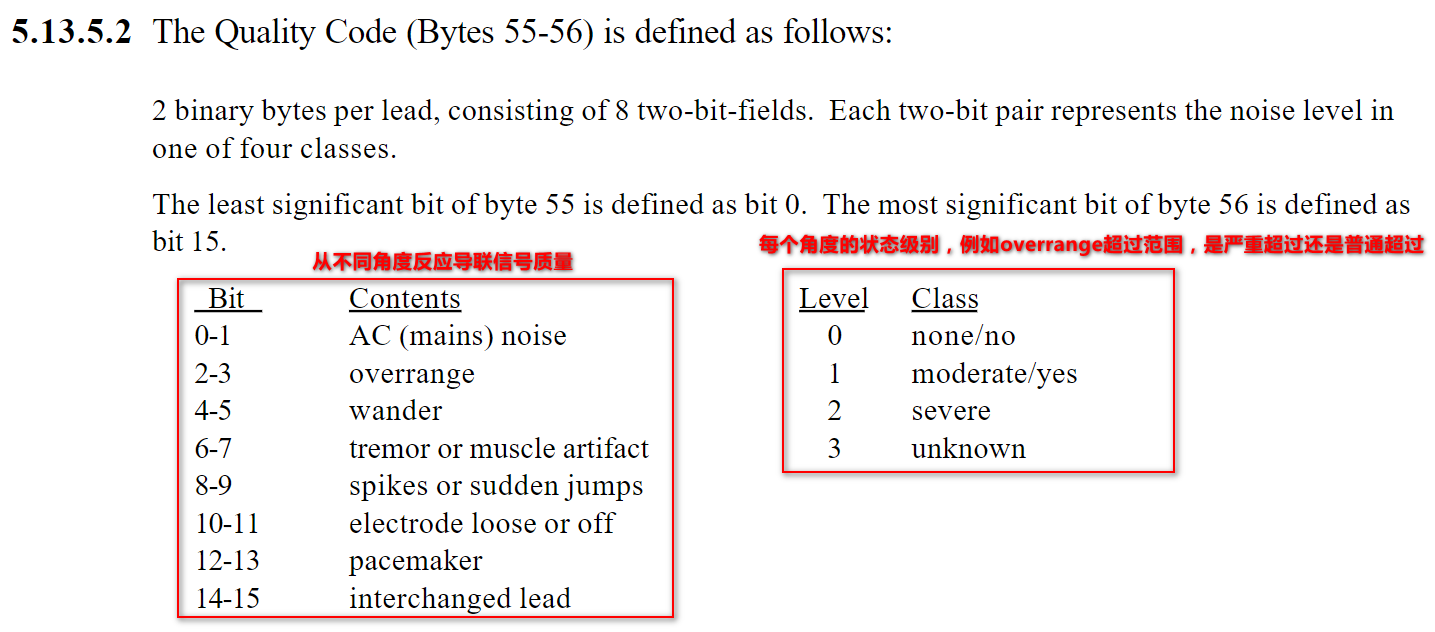 5.13.5.2 The Quality Code (Bytes 55-56) is defined as follows:
2 binary bytes per lead, consisting of 8 two-bit-fields.  Each two-bit pair represents the noise level in
one of four classes.
The least significant bit of byte 55 is defined as bit 0.  The most significant bit of byte 56 is defined as
bit 15.
从不同角度反应导联信号质量
每个角度的状态级别，例如overrange超过范围，是严重超过还是普通超过
Bit Contents
0-1 AC (mains) noise
2-3 overrange
4-5 wander
6-7 tremor or muscle artifact
8-9 spikes or sudden jumps
10-11 electrode loose or off
12-13 pacemaker
14-15 interchanged lead
Level Class
0 none/no
1 moderate/yes
2 severe
3 unknown